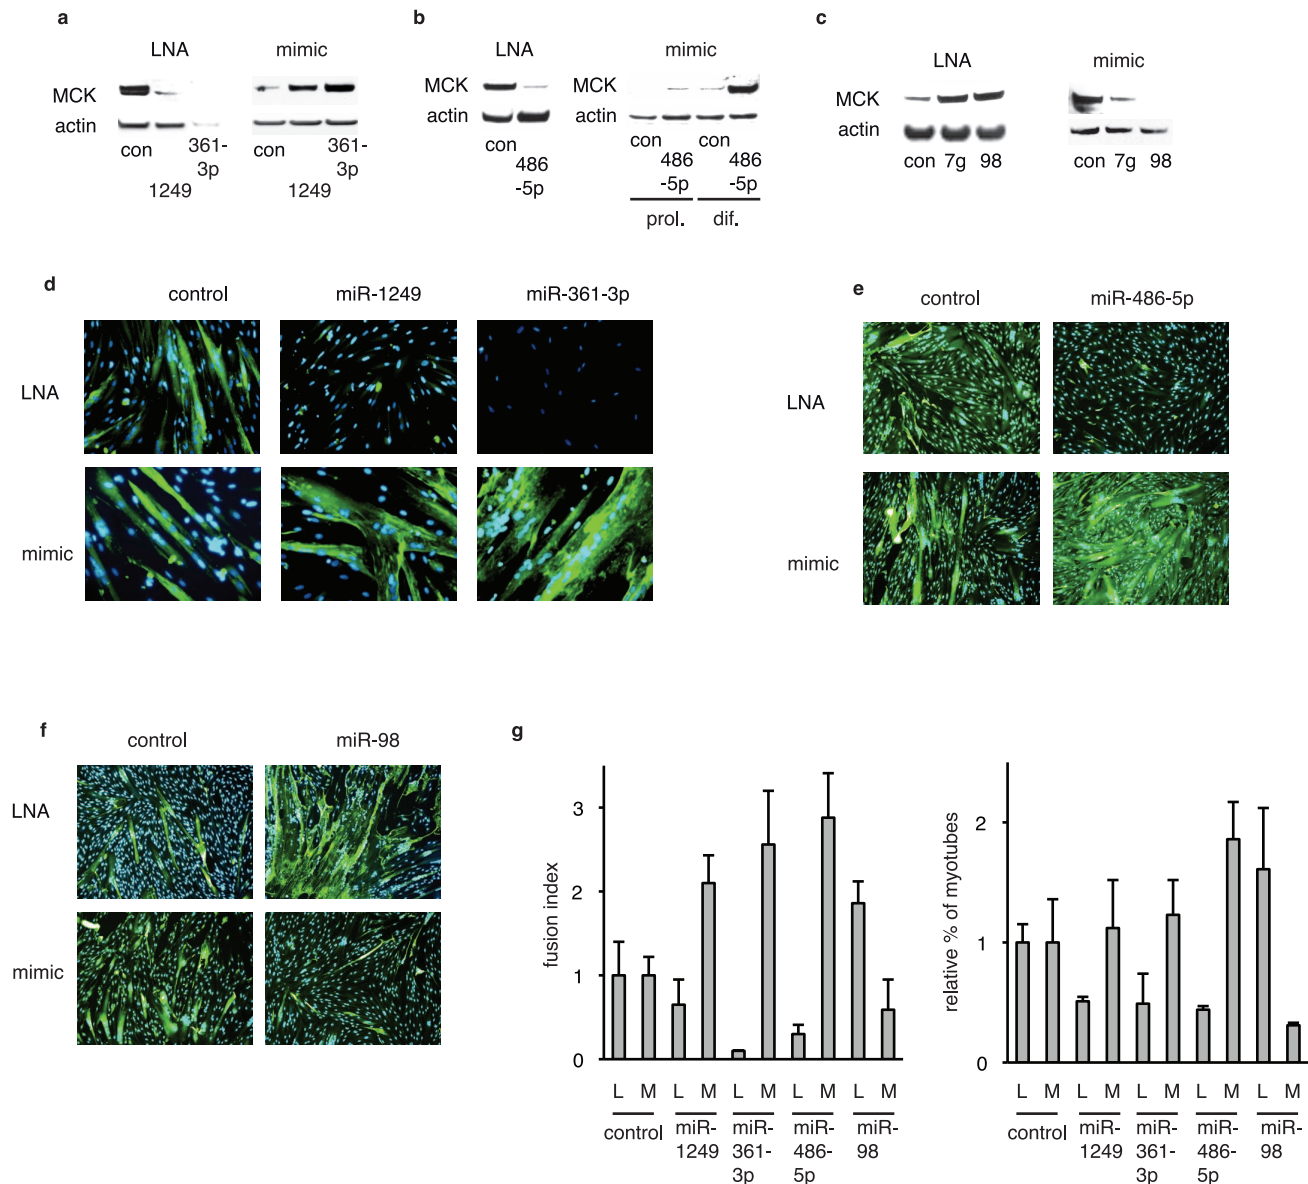 a
LNA
mimic
MCK
actin
con
1249
361-
3p
con
1249
361-
3p
b
LNA
mimic
MCK
actin
MCK
actin
con
486
-5p
con
486
-5p
con
486
-5p
prol.
dif.
c
LNA
mimic
MCK
actin
con 7g 98
con 7g 98
d
control
miR-1249
miR-361-3p
LNA
mimic
e
control
miR-486-5p
LNA
mimic
f
control
miR-98
LNA
mimic
g
fusion index
3
2
1
0
L M L M L M L M L M
control
miR-
1249
miR-
361-
3p
miR-
486-
5p
miR-
98
relative % of myotubes
2
1
0
L M L M L M L M L M
control
miR-
1249
miR-
361-
3p
miR-
486-
5p
miR-
98